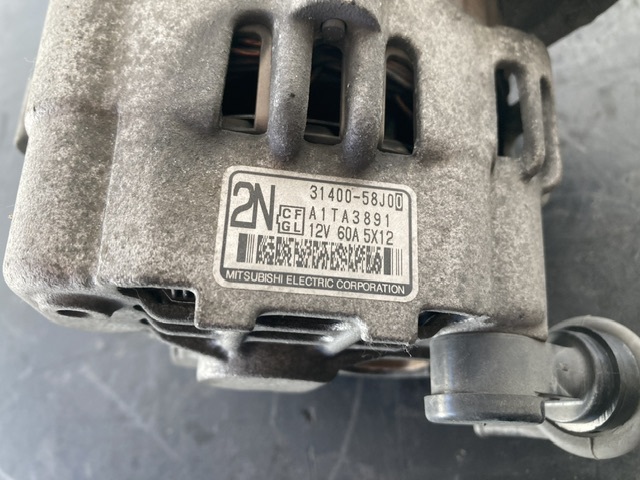 2N
31400-58J00
CF
GL
A1TA3891
12V 60A 5X12
MITSUBISHI ELECTRIC CORPORATION